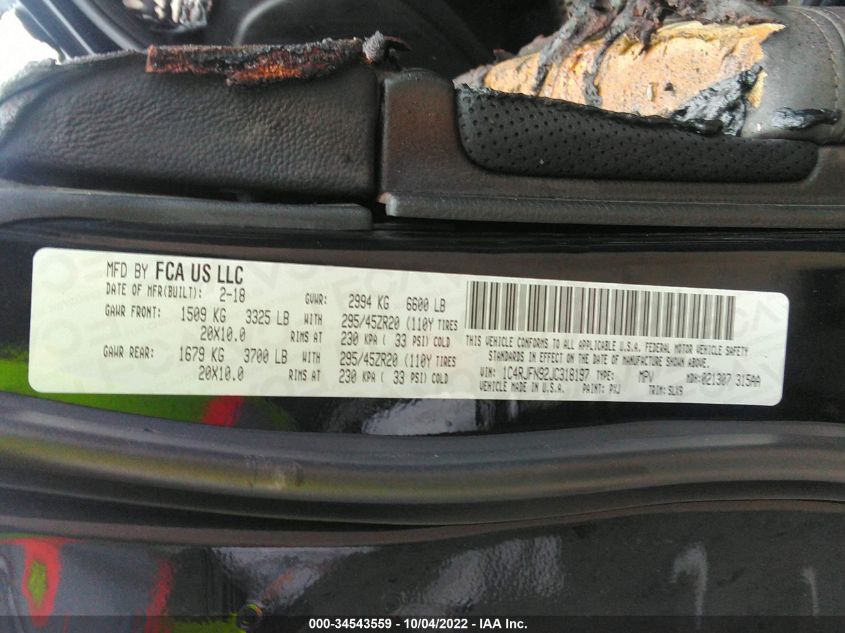 MFD BY FCA US LLC
DATE OF MFR(BUILT): 2-18 GVWR: 2994 KG 6600 LB
GAWR FRONT: 1509 KG 3325 LB WITH 295/45ZR20 (110Y TIRES
20X10.0 RIMS AT 230 KPA ( 33 PSI) COLD
GAWR REAR: 1679 KG 3700 LB WITH 295/45ZR20 (110Y TIRES
20X10.0 RIMS AT 230 KPA ( 33 PSI) COLD
THIS VEHICLE CONFORMS TO ALL APPLICABLE U.S.A. FEDERAL MOTOR VEHICLE SAFETY
STANDARDS IN EFFECT ON THE DATE OF MANUFACTURE SHOWN ABOVE.
VIN: 1C4RJFN92JC318197 TYPE: MPV MDH:021307 315AA
VEHICLE MADE IN U.S.A. PAINT: PXJ TRIM: SLX9
000-34543559 - 10/04/2022 - IAA Inc.